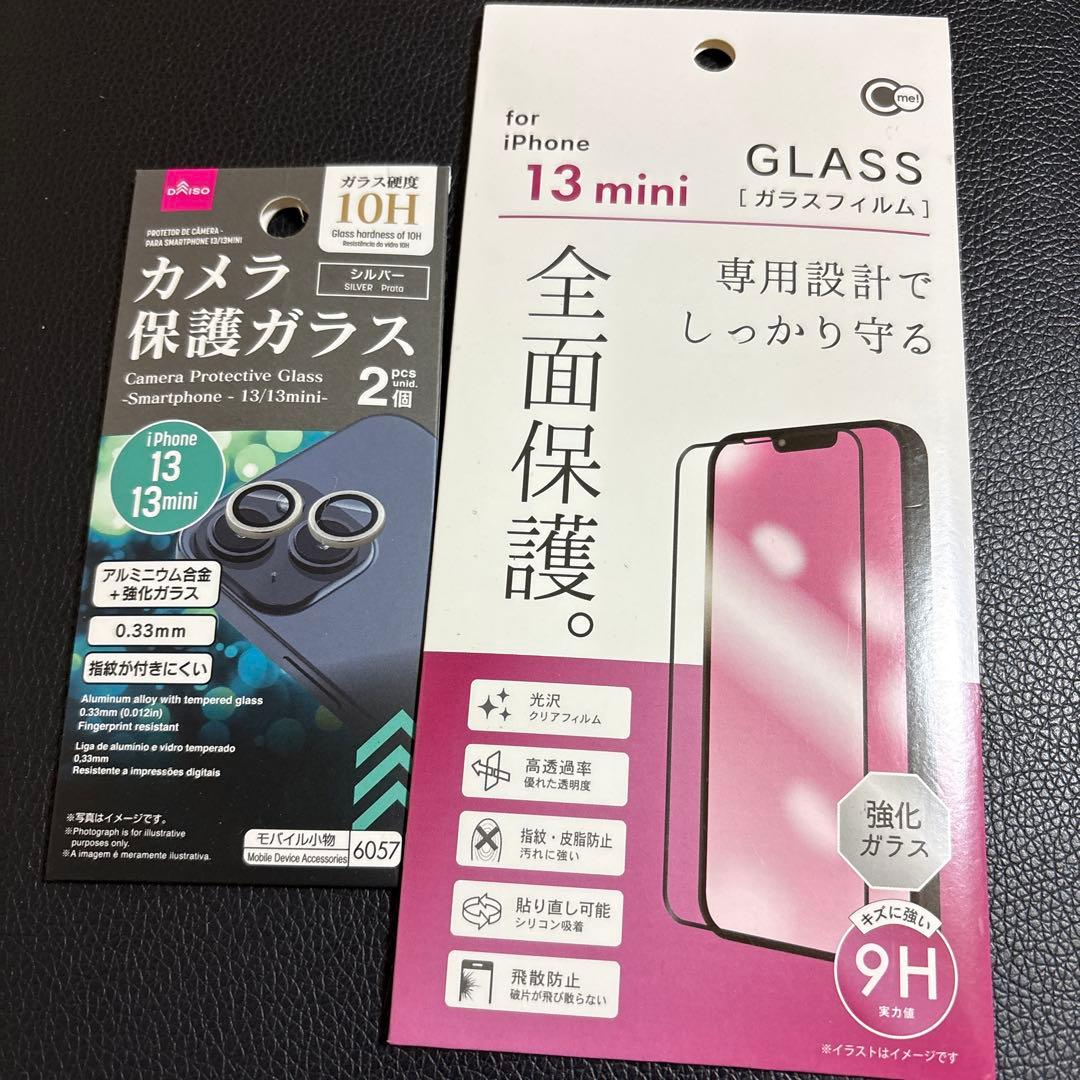 DAISO
ガラス硬度
10H
Glass hardness of 10H
Resistência do vidro 10H
PROTETOR DE CÂMERA -
PARA SMARTPHONE 13/13MINI
シルバー
SILVER Prata
カメラ
保護ガラス
Camera Protective Glass
-Smartphone - 13/13mini-
2
pcs
unid.
個
iPhone
13
13mini
アルミニウム合金
+強化ガラス
0.33mm
指紋が付きにくい
Aluminum alloy with tempered glass
0.33mm (0.012in)
Fingerprint resistant
Liga de alumínio e vidro temperado
0,33mm
Resistente a impressões digitais
※写真はイメージです。
※Photograph is for illustrative
purposes only.
※A imagem é meramente ilustrativa.
モバイル小物
Mobile Device Accessories
6057
me!
for
iPhone
13 mini
GLASS
[ガラスフィルム]
専用設計で
しっかり守る
全面保護。
光沢
クリアフィルム
高透過率
優れた透明度
指紋・皮脂防止
汚れに強い
貼り直し可能
シリコン吸着
飛散防止
破片が飛び散らない
強化
ガラス
キズに強い
9H
実力値
※イラストはイメージです